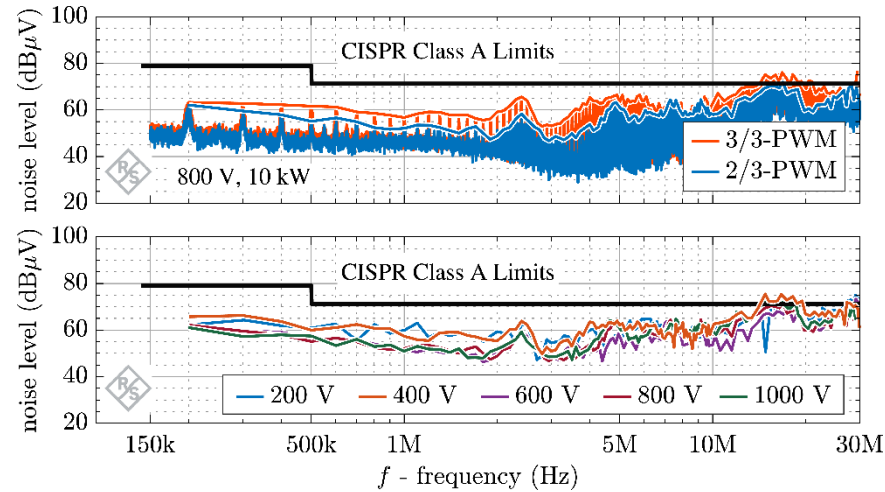 100
80
60
40
20
noise level (dBμV)
CISPR Class A Limits
800 V, 10 kW
3/3-PWM
2/3-PWM
R/S
100
80
60
40
20
noise level (dBμV)
CISPR Class A Limits
200 V 400 V 600 V 800 V 1000 V
R/S
150k 500k 1M 5M 10M 30M
f - frequency (Hz)